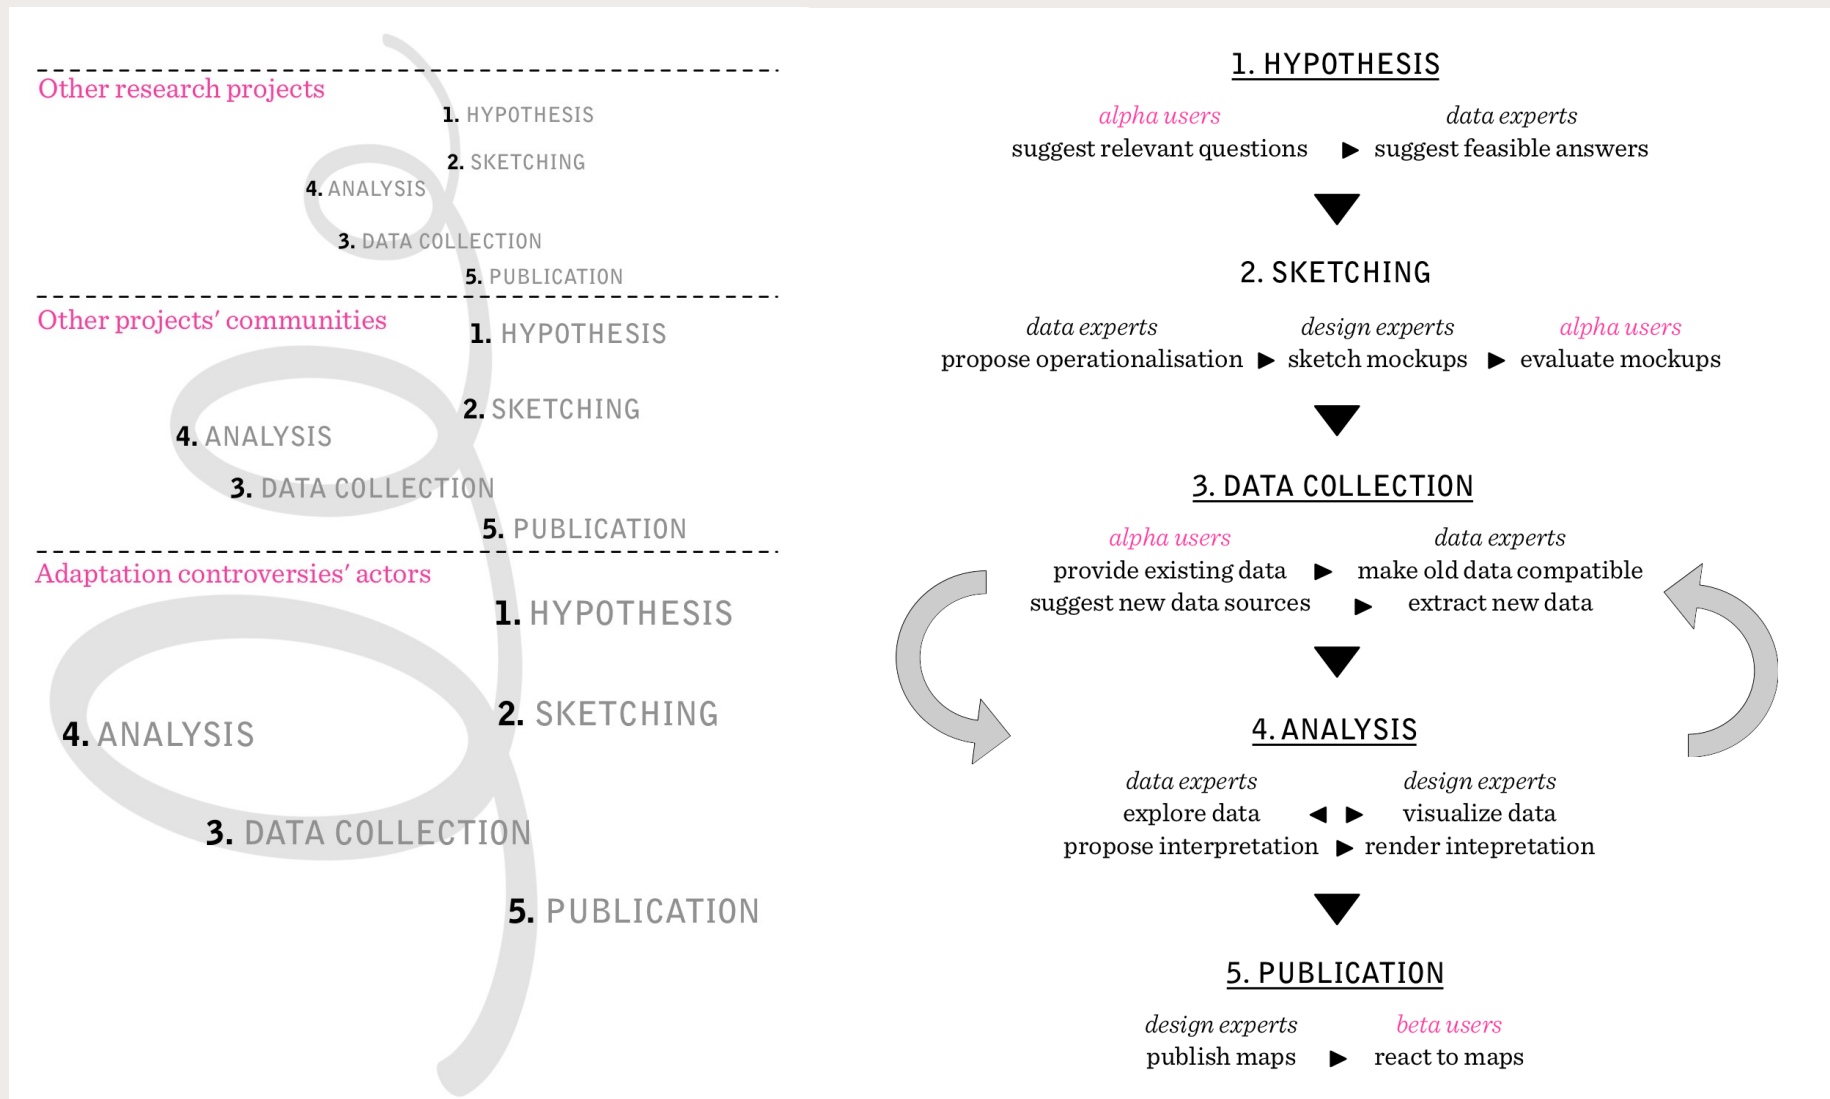 Other research projects
1. HYPOTHESIS
2. SKETCHING
4. ANALYSIS
3. DATA COLLECTION
5. PUBLICATION
Other projects' communities
1. HYPOTHESIS
2. SKETCHING
4. ANALYSIS
3. DATA COLLECTION
5. PUBLICATION
Adaptation controversies' actors
1. HYPOTHESIS
2. SKETCHING
4. ANALYSIS
3. DATA COLLECTION
5. PUBLICATION
1. HYPOTHESIS
alpha users data experts
suggest relevant questions ► suggest feasible answers
2. SKETCHING
data experts design experts alpha users
propose operationalisation ► sketch mockups ► evaluate mockups
3. DATA COLLECTION
alpha users data experts
provide existing data ► make old data compatible
suggest new data sources ► extract new data
4. ANALYSIS
data experts design experts
explore data ◄ ► visualize data
propose interpretation ► render intepretation
5. PUBLICATION
design experts beta users
publish maps ► react to maps